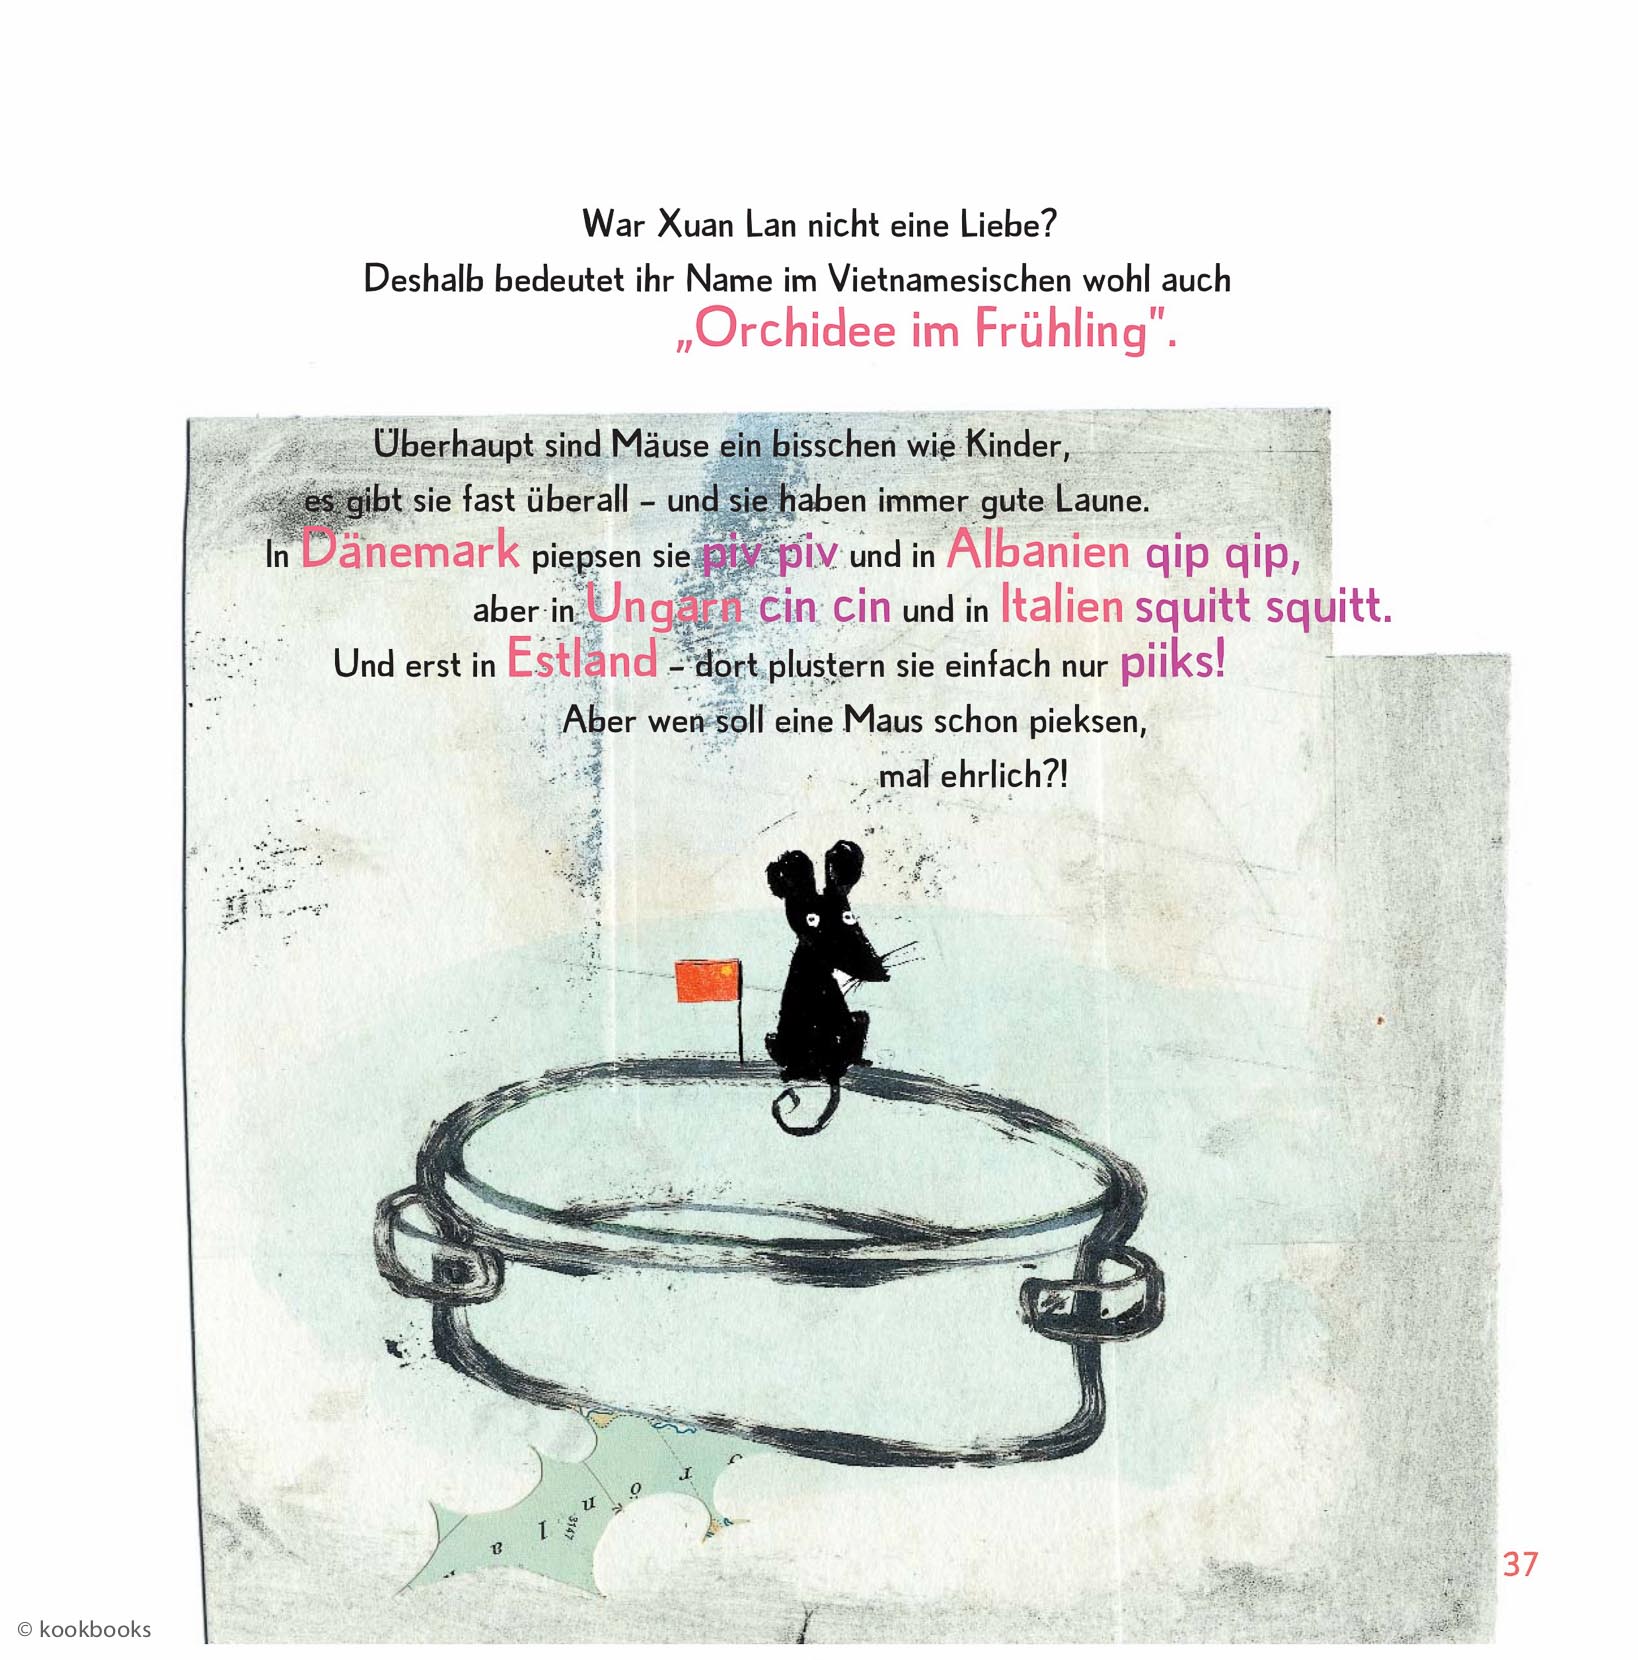 War Xuan Lan nicht eine Liebe?
Deshalb bedeutet ihr Name im Vietnamesischen wohl auch
„Orchidee im Frühling".
Überhaupt sind Mäuse ein bisschen wie Kinder,
es gibt sie fast überall – und sie haben immer gute Laune.
In Dänemark piepsen sie piv piv und in Albanien qip qip,
aber in Ungarn cin cin und in Italien squitt squitt.
Und erst in Estland – dort plustern sie einfach nur piiks!
Aber wen soll eine Maus schon pieksen,
mal ehrlich?!
3147
37
© kookbooks